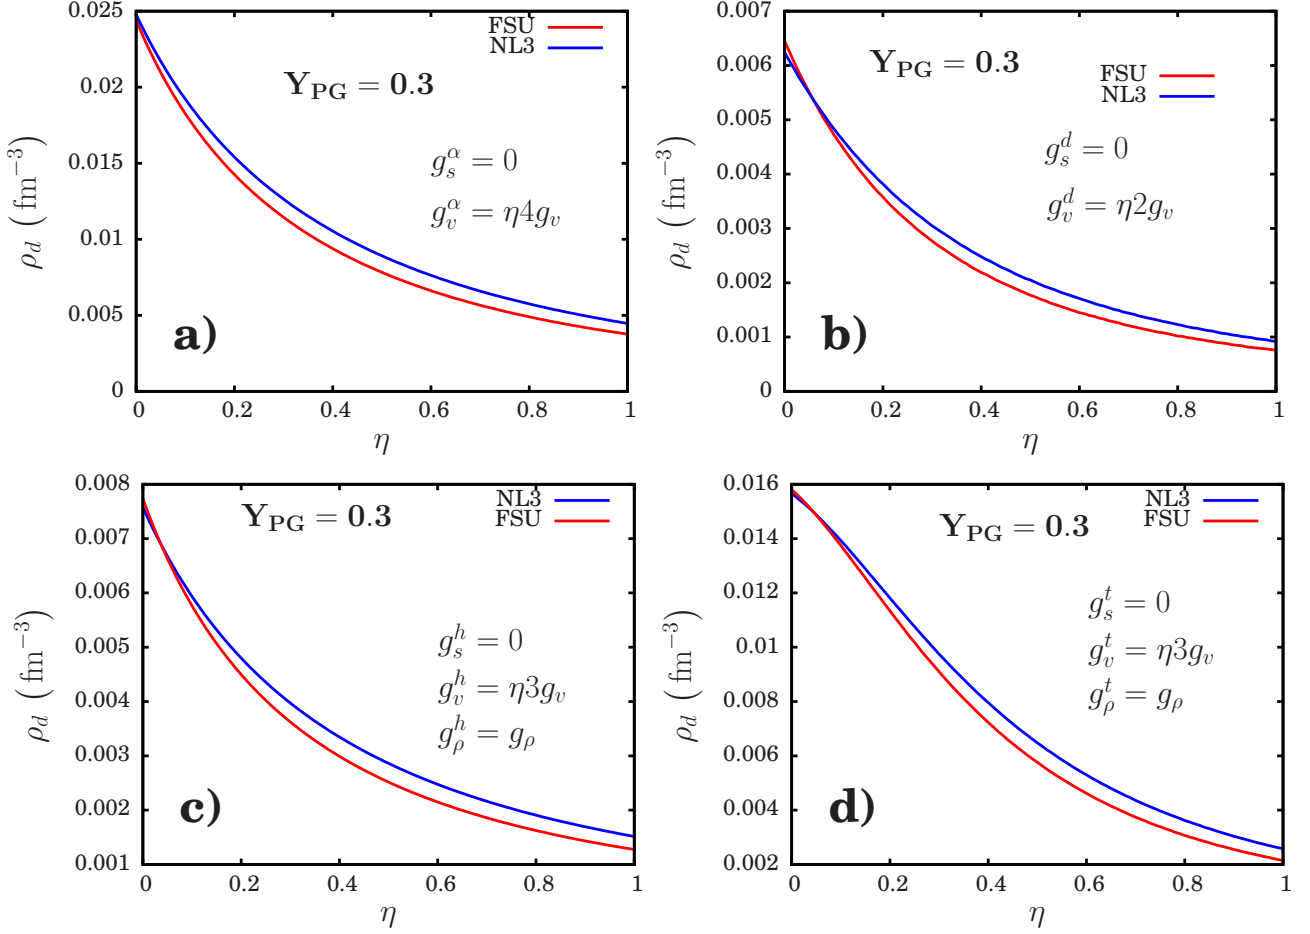 0.025
0.02
0.015
0.01
0.005
0
0 0.2 0.4 0.6 0.8 1
ρ_d ( fm⁻³)
η
FSU
NL3
Y_PG = 0.3
g_s^α = 0
g_v^α = η4g_v
a)
0.007
0.006
0.005
0.004
0.003
0.002
0.001
0
0 0.2 0.4 0.6 0.8 1
ρ_d ( fm⁻³)
η
Y_PG = 0.3
FSU
NL3
g_s^d = 0
g_v^d = η2g_v
b)
0.008
0.007
0.006
0.005
0.004
0.003
0.002
0.001
0 0.2 0.4 0.6 0.8 1
ρ_d ( fm⁻³)
η
NL3
FSU
Y_PG = 0.3
g_s^h = 0
g_v^h = η3g_v
g_ρ^h = g_ρ
c)
0.016
0.014
0.012
0.01
0.008
0.006
0.004
0.002
0 0.2 0.4 0.6 0.8 1
ρ_d ( fm⁻³)
η
NL3
FSU
Y_PG = 0.3
g_s^t = 0
g_v^t = η3g_v
g_ρ^t = g_ρ
d)